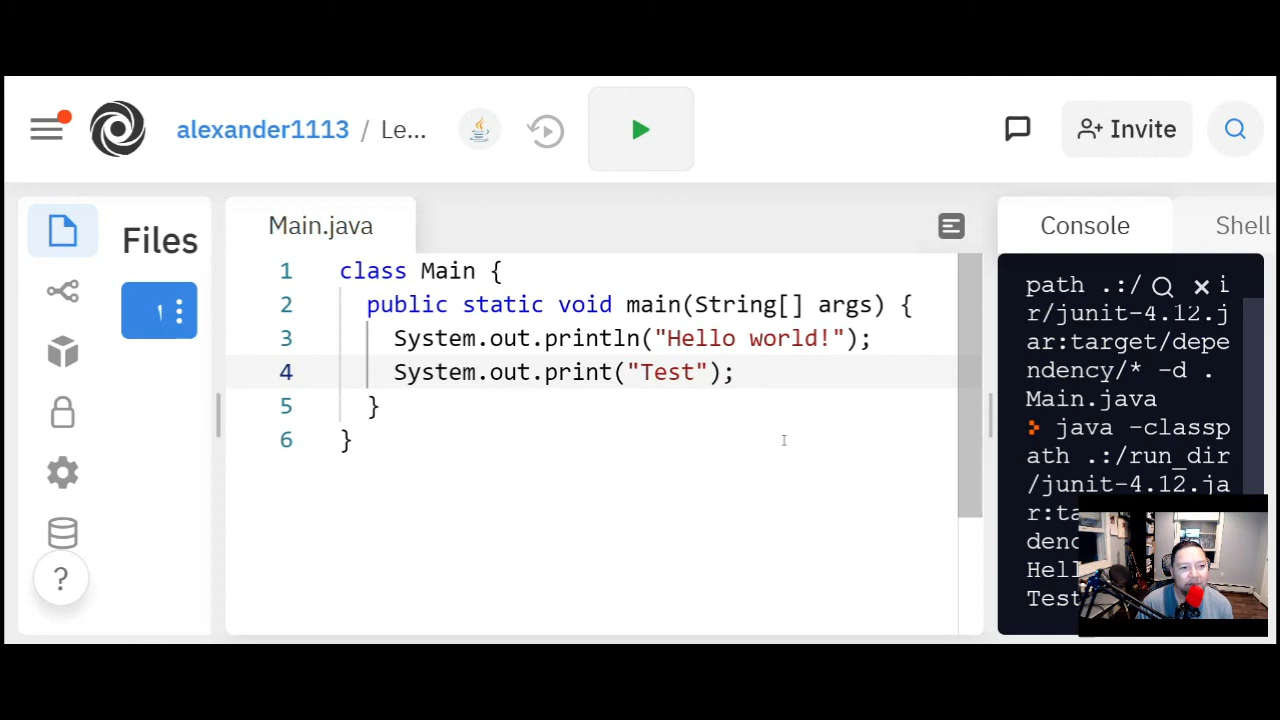 alexander1113 / Le...
Invite
Files
Main.java
1 class Main {
2 public static void main(String[] args) {
3 System.out.println("Hello world!");
4 System.out.print("Test");
5 }
6 }
?
Console
Shell
path .:/ i
r/junit-4.12.j
ar:target/depe
ndency/* -d .
Main.java
java -classp
ath .:/run_dir
/junit-4.12.ja
r:ta
denc
Hell
Test